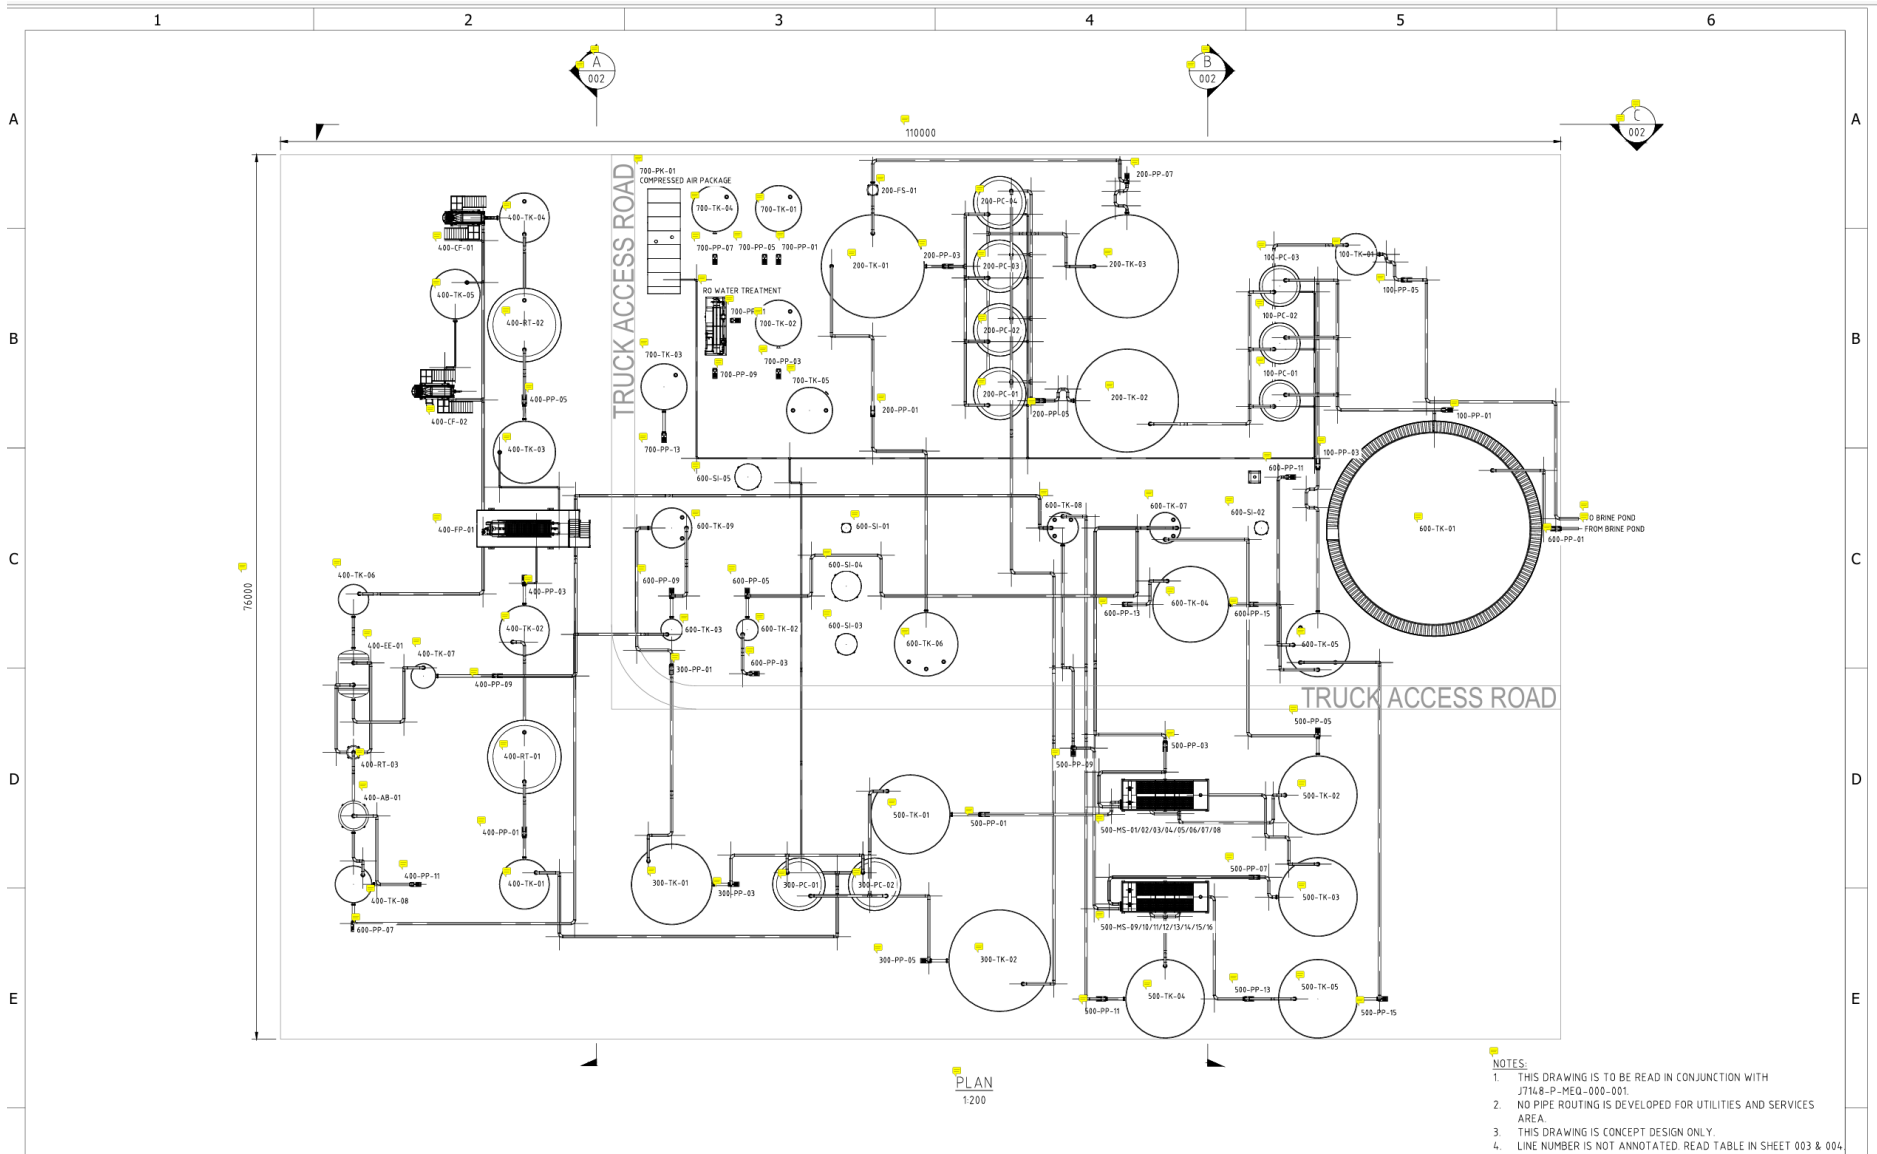 1 2 3 4 5 6
A
B
C
D
E
A
B
C
D
E
A
002
B
002
C
002
110000
76000
TRUCK ACCESS ROAD
TRUCK ACCESS ROAD
700-PK-01
COMPRESSED AIR PACKAGE
700-TK-04
700-TK-01
700-PP-07
700-PP-05
700-PP-01
RO WATER TREATMENT
700-TK-02
700-TK-03
700-PP-03
700-PP-09
700-TK-05
700-PP-13
400-TK-04
400-CF-01
400-TK-05
400-RT-02
400-CF-02
400-PP-05
400-TK-03
400-FP-01
400-TK-06
400-PP-03
400-TK-02
400-EE-01
400-TK-07
400-PP-09
400-RT-01
400-RT-03
400-AB-01
400-PP-01
400-PP-11
400-TK-01
400-TK-08
600-PP-07
200-FS-01
200-PP-07
200-PC-04
200-PP-03
200-TK-01
200-PC-03
200-TK-03
200-PC-02
200-PC-01
200-TK-02
200-PP-01
200-PP-05
100-PC-03
100-TK-01
100-PP-05
100-PC-02
100-PC-01
100-PP-01
100-PP-03
600-PP-11
600-SI-05
600-TK-09
600-SI-01
600-TK-08
600-TK-07
600-SI-02
600-TK-01
O BRINE POND
FROM BRINE POND
600-PP-01
600-PP-09
600-PP-05
600-SI-04
600-PP-13
600-TK-04
600-PP-15
600-TK-03
600-TK-02
600-SI-03
600-TK-06
600-TK-05
300-PP-01
600-PP-03
500-PP-05
500-PP-03
500-PP-09
500-TK-02
500-TK-01
500-PP-01
500-MS-01/02/03/04/05/06/07/08
500-PP-07
300-TK-01
300-PP-03
300-PC-01
300-PC-02
500-TK-03
500-MS-09/10/11/12/13/14/15/16
300-PP-05
300-TK-02
500-PP-11
500-TK-04
500-PP-13
500-TK-05
500-PP-15
PLAN
1:200
NOTES:
1. THIS DRAWING IS TO BE READ IN CONJUNCTION WITH
J7148-P-MEQ-000-001.
2. NO PIPE ROUTING IS DEVELOPED FOR UTILITIES AND SERVICES
AREA.
3. THIS DRAWING IS CONCEPT DESIGN ONLY.
4. LINE NUMBER IS NOT ANNOTATED. READ TABLE IN SHEET 003 & 004.